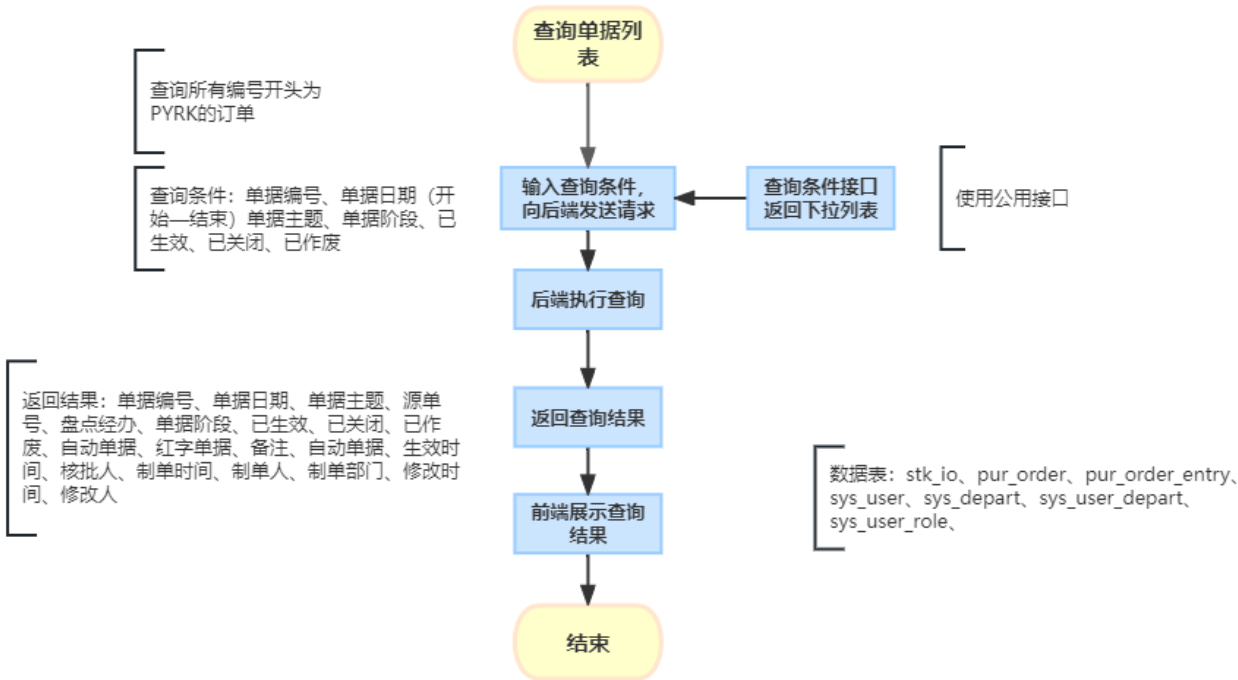 查询单据列
表
查询所有编号开头为
PYRK的订单
查询条件：单据编号、单据日期（开
始—结束）单据主题、单据阶段、已
生效、已关闭、已作废
输入查询条件，
向后端发送请求
查询条件接口
返回下拉列表
使用公用接口
后端执行查询
返回结果：单据编号、单据日期、单据主题、源单
号、盘点经办、单据阶段、已生效、已关闭、已作
废、自动单据、红字单据、备注、自动单据、生效时
间、核批人、制单时间、制单人、制单部门、修改时
间、修改人
返回查询结果
数据表：stk_io、pur_order、pur_order_entry、
sys_user、sys_depart、sys_user_depart、
sys_user_role、
前端展示查询
结果
结束